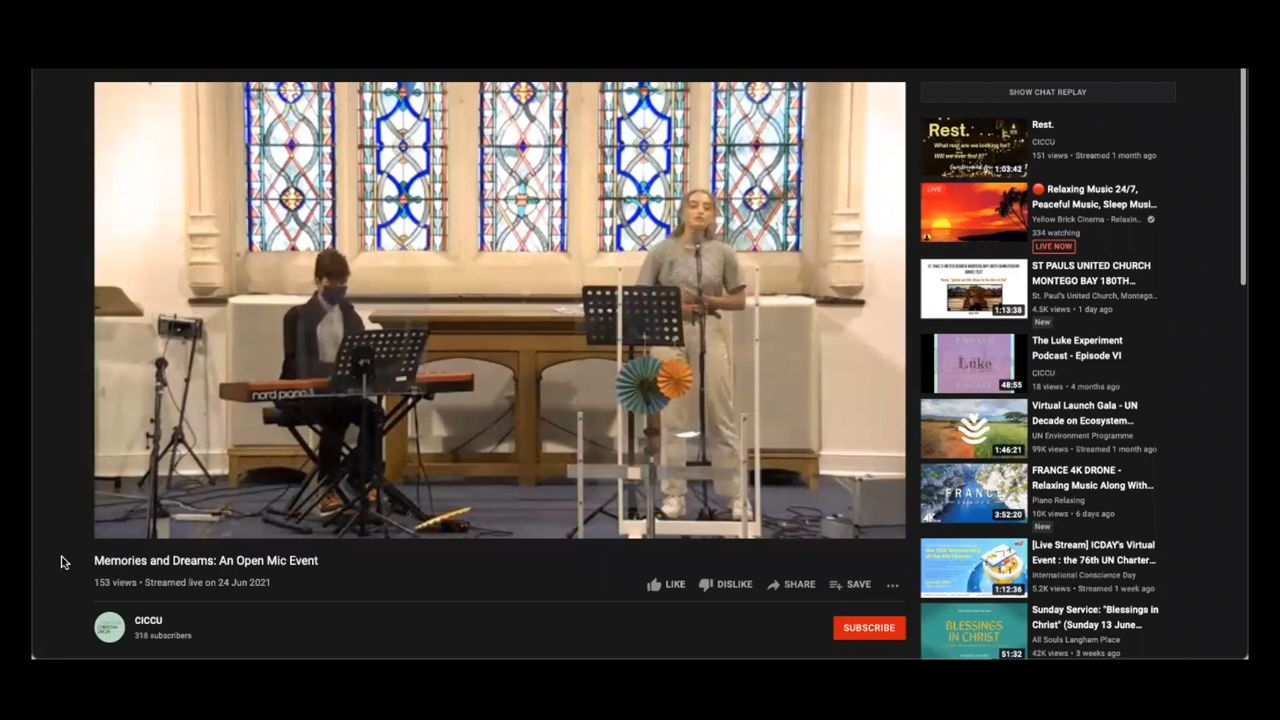 nord piano
Memories and Dreams: An Open Mic Event
153 views • Streamed live on 24 Jun 2021
LIKE
DISLIKE
SHARE
SAVE
...
CICCU
318 subscribers
SUBSCRIBE
SHOW CHAT REPLAY
Rest.
What rest are we looking for?
Will we ever find it?
1:03:42
Rest.
CICCU
151 views • Streamed 1 month ago
LIVE
🔴 Relaxing Music 24/7,
Peaceful Music, Sleep Musi...
Yellow Brick Cinema - Relaxin...
334 watching
LIVE NOW
1:13:38
ST PAULS UNITED CHURCH
MONTEGO BAY 180TH...
St. Paul's United Church, Montego...
4.5K views • 1 day ago
New
PODCAST
Luke
PODCAST
48:55
The Luke Experiment
Podcast - Episode VI
CICCU
18 views • 4 months ago
1:46:21
Virtual Launch Gala - UN
Decade on Ecosystem...
UN Environment Programme
99K views • Streamed 1 month ago
FRANCE
4K
3:52:20
FRANCE 4K DRONE -
Relaxing Music Along With...
Piano Relaxing
10K views • 6 days ago
New
1:12:36
[Live Stream] ICDAY's Virtual
Event : the 76th UN Charter...
International Conscience Day
5.2K views • Streamed 1 week ago
BLESSINGS
IN CHRIST
51:32
Sunday Service: "Blessings in
Christ" (Sunday 13 June...
All Souls Langham Place
42K views • 3 weeks ago